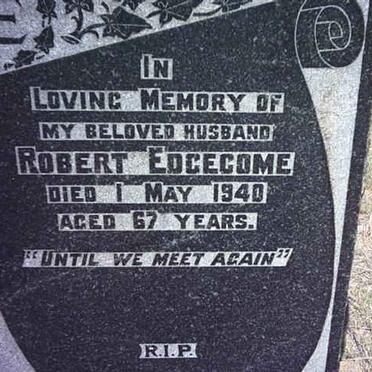 IN
LOVING MEMORY OF
MY BELOVED HUSBAND
ROBERT EDGECOME
DIED 1 MAY 1940
AGED 67 YEARS.
"UNTIL WE MEET AGAIN"
R.I.P.